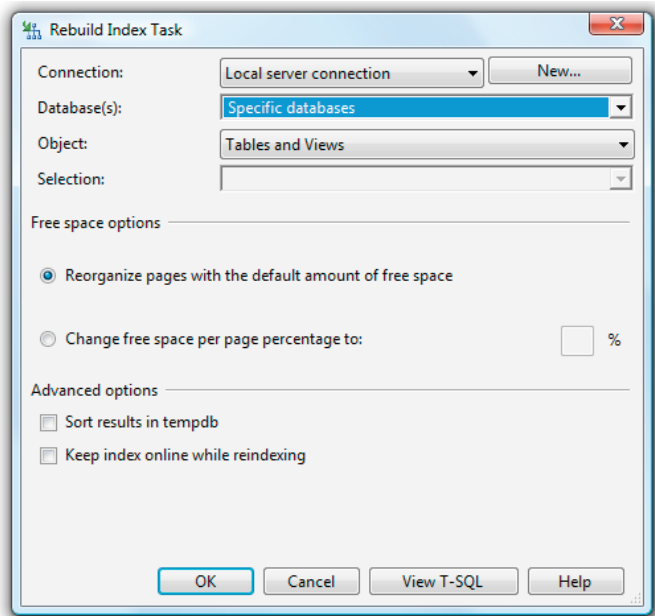 Rebuild Index Task
Connection: Local server connection New...
Database(s): Specific databases
Object: Tables and Views
Selection:
Free space options
Reorganize pages with the default amount of free space
Change free space per page percentage to: %
Advanced options
Sort results in tempdb
Keep index online while reindexing
OK Cancel View T-SQL Help